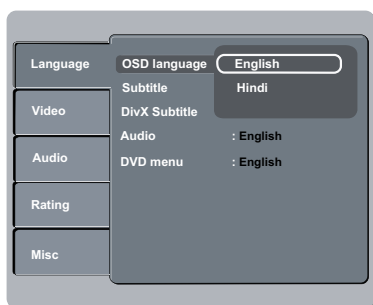 Language
Video
Audio
Rating
Misc
OSD language English
Subtitle Hindi
DivX Subtitle
Audio : English
DVD menu : English